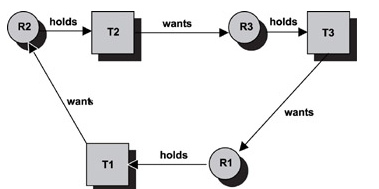 R2 holds T2 wants R3 holds T3
wants wants
T1 holds R1